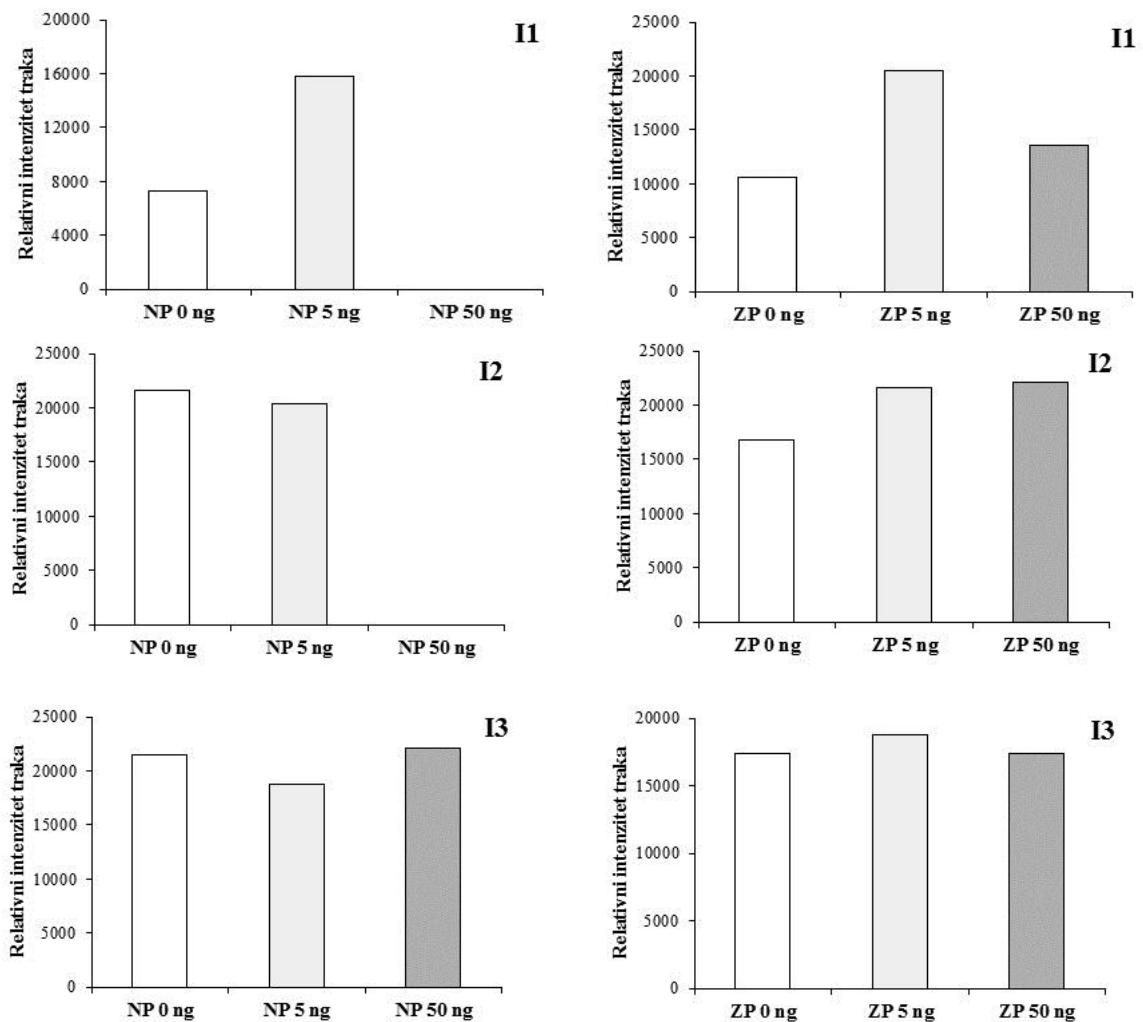 I1
Relativni intenzitet traka
20000
16000
12000
8000
4000
0
NP 0 ng NP 5 ng NP 50 ng
I1
Relativni intenzitet traka
25000
20000
15000
10000
5000
0
ZP 0 ng ZP 5 ng ZP 50 ng
I2
Relativni intenzitet traka
25000
20000
15000
10000
5000
0
NP 0 ng NP 5 ng NP 50 ng
I2
Relativni intenzitet traka
25000
20000
15000
10000
5000
0
ZP 0 ng ZP 5 ng ZP 50 ng
I3
Relativni intenzitet traka
25000
20000
15000
10000
5000
0
NP 0 ng NP 5 ng NP 50 ng
I3
Relativni intenzitet traka
20000
15000
10000
5000
0
ZP 0 ng ZP 5 ng ZP 50 ng